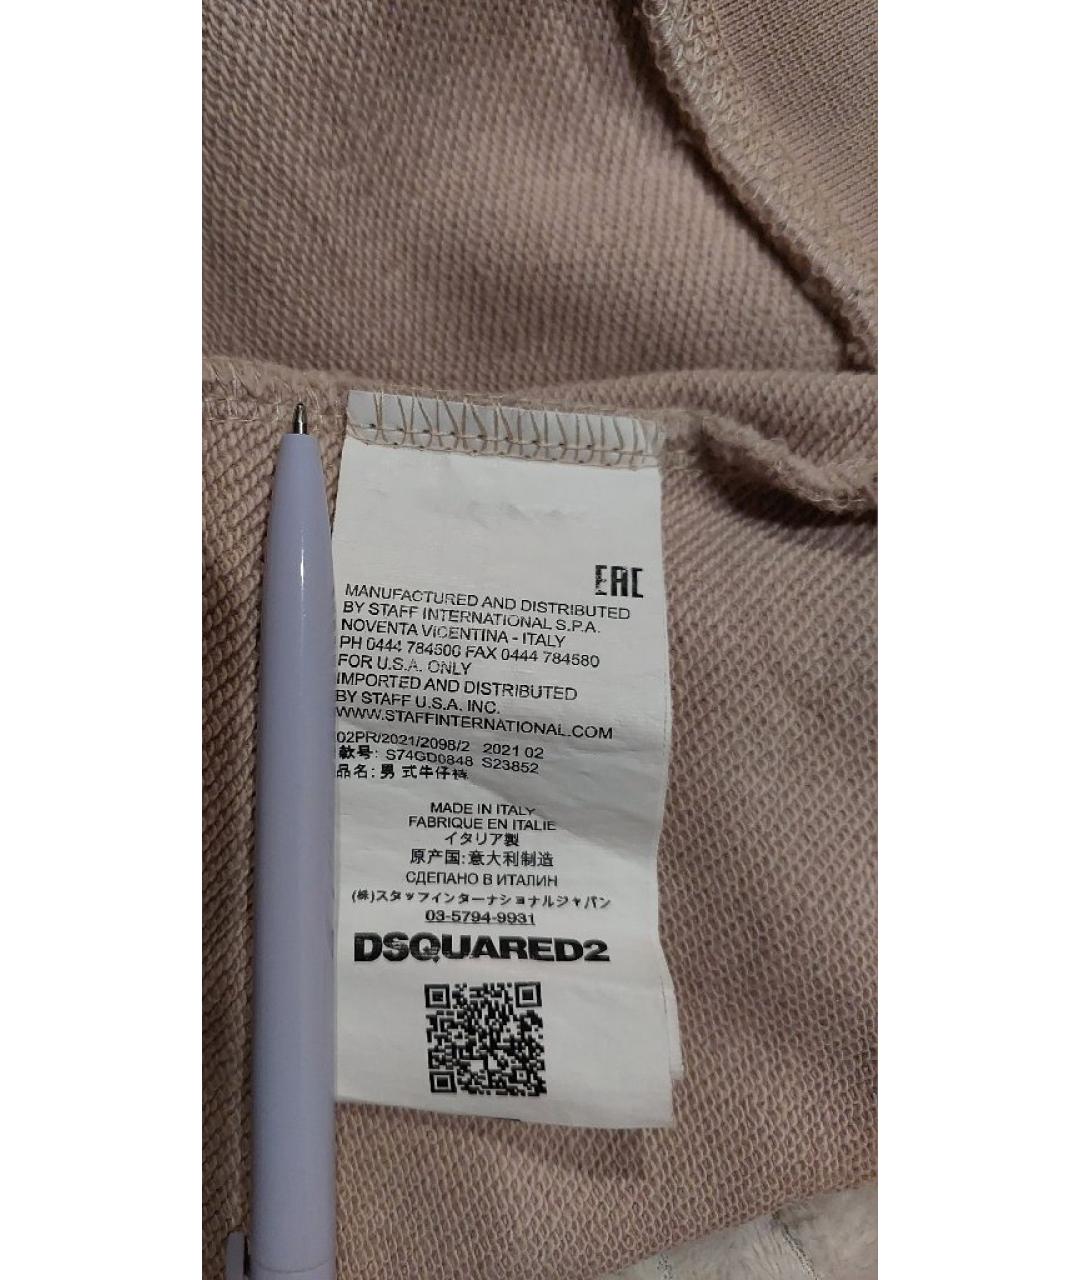 EAC
MANUFACTURED AND DISTRIBUTED
BY STAFF INTERNATIONAL S.P.A.
NOVENTA VICENTINA - ITALY
PH 0444 784500 FAX 0444 784580
FOR U.S.A. ONLY
IMPORTED AND DISTRIBUTED
BY STAFF U.S.A. INC.
WWW.STAFFINTERNATIONAL.COM
02PR/2021/2098/2 2021 02
款号: S74GD0848 S23852
品名: 男式牛仔裤
MADE IN ITALY
FABRIQUE EN ITALIE
イタリア製
原产国:意大利制造
СДЕПАНО В ИТАПИН
(株)スタッフインターナショナルジャパン
03-5794-9931
DSQUARED2